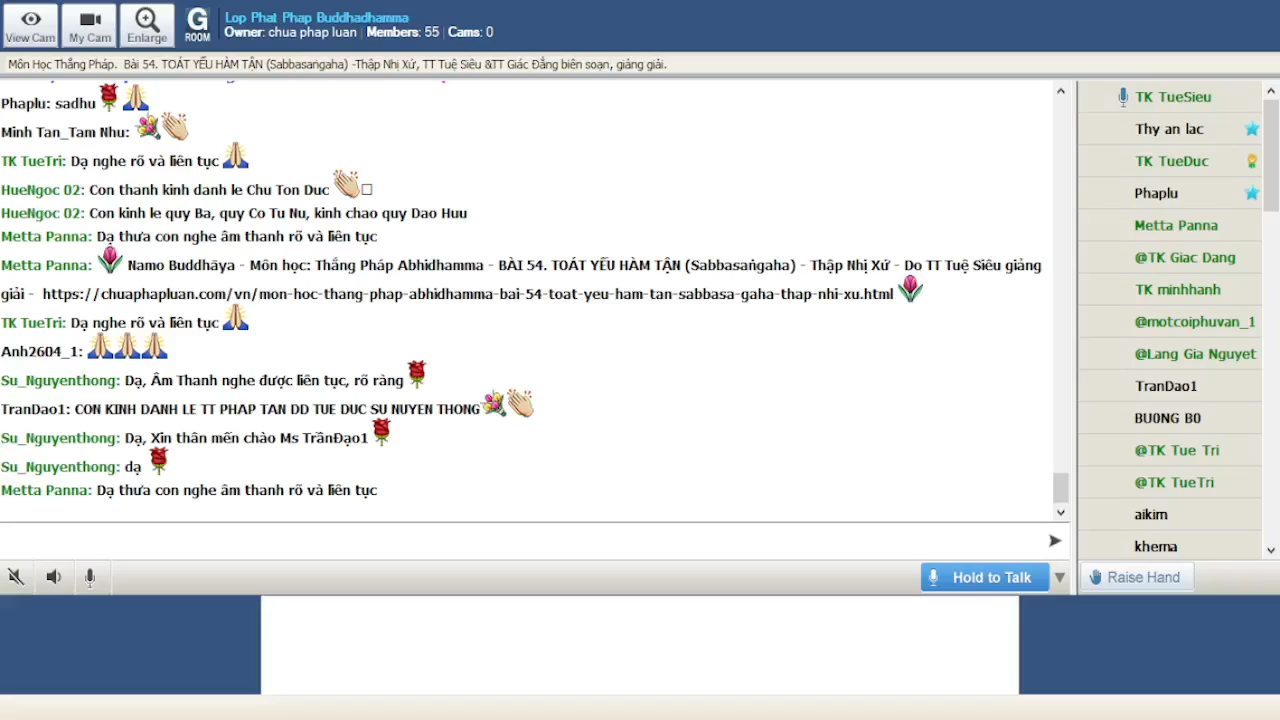 View Cam
My Cam
Enlarge
G
ROOM
Lop Phat Phap Buddhadhamma
Owner: chua phap luan | Members: 55 | Cams: 0
Môn Học Thắng Pháp. Bài 54. TOÁT YẾU HÀM TẬN (Sabbasaṅgaha) -Thập Nhị Xứ, TT Tuệ Siêu &TT Giác Đẳng biên soạn, giảng giải.
Phaplu: sadhu
Minh Tan_Tam Nhu:
TK TueTri: Dạ nghe rõ và liên tục
HueNgoc 02: Con thanh kinh danh le Chu Ton Duc
HueNgoc 02: Con kinh le quy Ba, quy Co Tu Nu, kinh chao quy Dao Huu
Metta Panna: Dạ thưa con nghe âm thanh rõ và liên tục
Metta Panna: Namo Buddhāya - Môn học: Thắng Pháp Abhidhamma - BÀI 54. TOÁT YẾU HÀM TẬN (Sabbasaṅgaha) - Thập Nhị Xứ - Do TT Tuệ Siêu giảng
giải - https://chuaphapluan.com/vn/mon-hoc-thang-phap-abhidhamma-bai-54-toat-yeu-ham-tan-sabbasa-gaha-thap-nhi-xu.html
TK TueTri: Dạ nghe rõ và liên tục
Anh2604_1:
Su_Nguyenthong: Dạ, Âm Thanh nghe được liên tục, rõ ràng
TranDao1: CON KINH DANH LE TT PHAP TAN DD TUE DUC SU NUYEN THONG
Su_Nguyenthong: Dạ, Xin thân mến chào Ms TrầnĐạo1
Su_Nguyenthong: dạ
Metta Panna: Dạ thưa con nghe âm thanh rõ và liên tục
Hold to Talk
TK TueSieu
Thy an lac
TK TueDuc
Phaplu
Metta Panna
@TK Giac Dang
TK minhhanh
@motcoiphuvan_1
@Lang Gia Nguyet
TranDao1
BU0NG B0
@TK Tue Tri
@TK TueTri
aikim
khema
Raise Hand